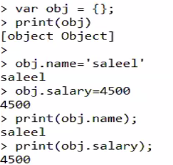 > var obj = {};
> print(obj)
[object Object]
>
> obj.name='saleel'
saleel
> obj.salary=4500
4500
> print(obj.name);
saleel
> print(obj.salary);
4500